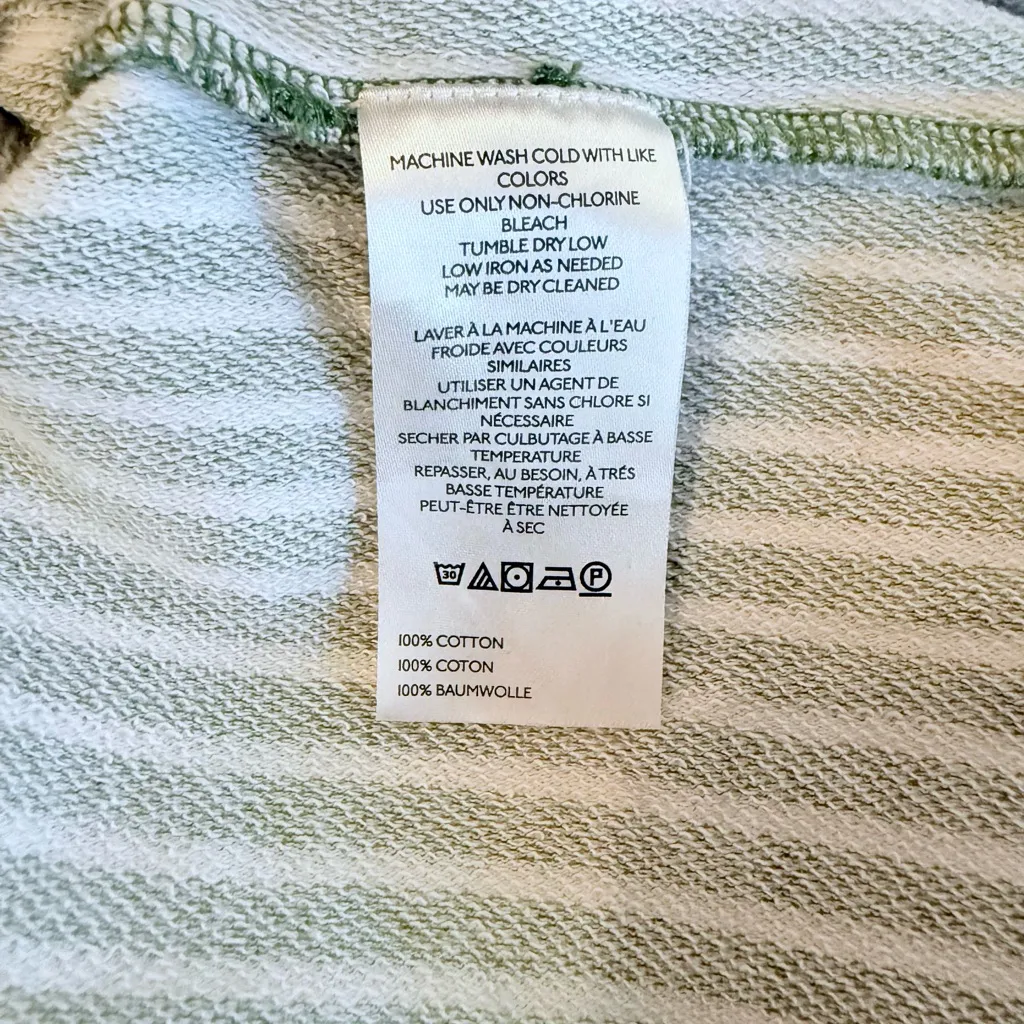 MACHINE WASH COLD WITH LIKE
COLORS
USE ONLY NON-CHLORINE
BLEACH
TUMBLE DRY LOW
LOW IRON AS NEEDED
MAY BE DRY CLEANED
LAVER À LA MACHINE À L'EAU
FROIDE AVEC COULEURS
SIMILAIRES
UTILISER UN AGENT DE
BLANCHIMENT SANS CHLORE SI
NÉCESSAIRE
SECHER PAR CULBUTAGE À BASSE
TEMPERATURE
REPASSER, AU BESOIN, À TRÉS
BASSE TEMPÉRATURE
PEUT-ÊTRE ÊTRE NETTOYÉE
À SEC
30 P
100% COTTON
100% COTON
100% BAUMWOLLE